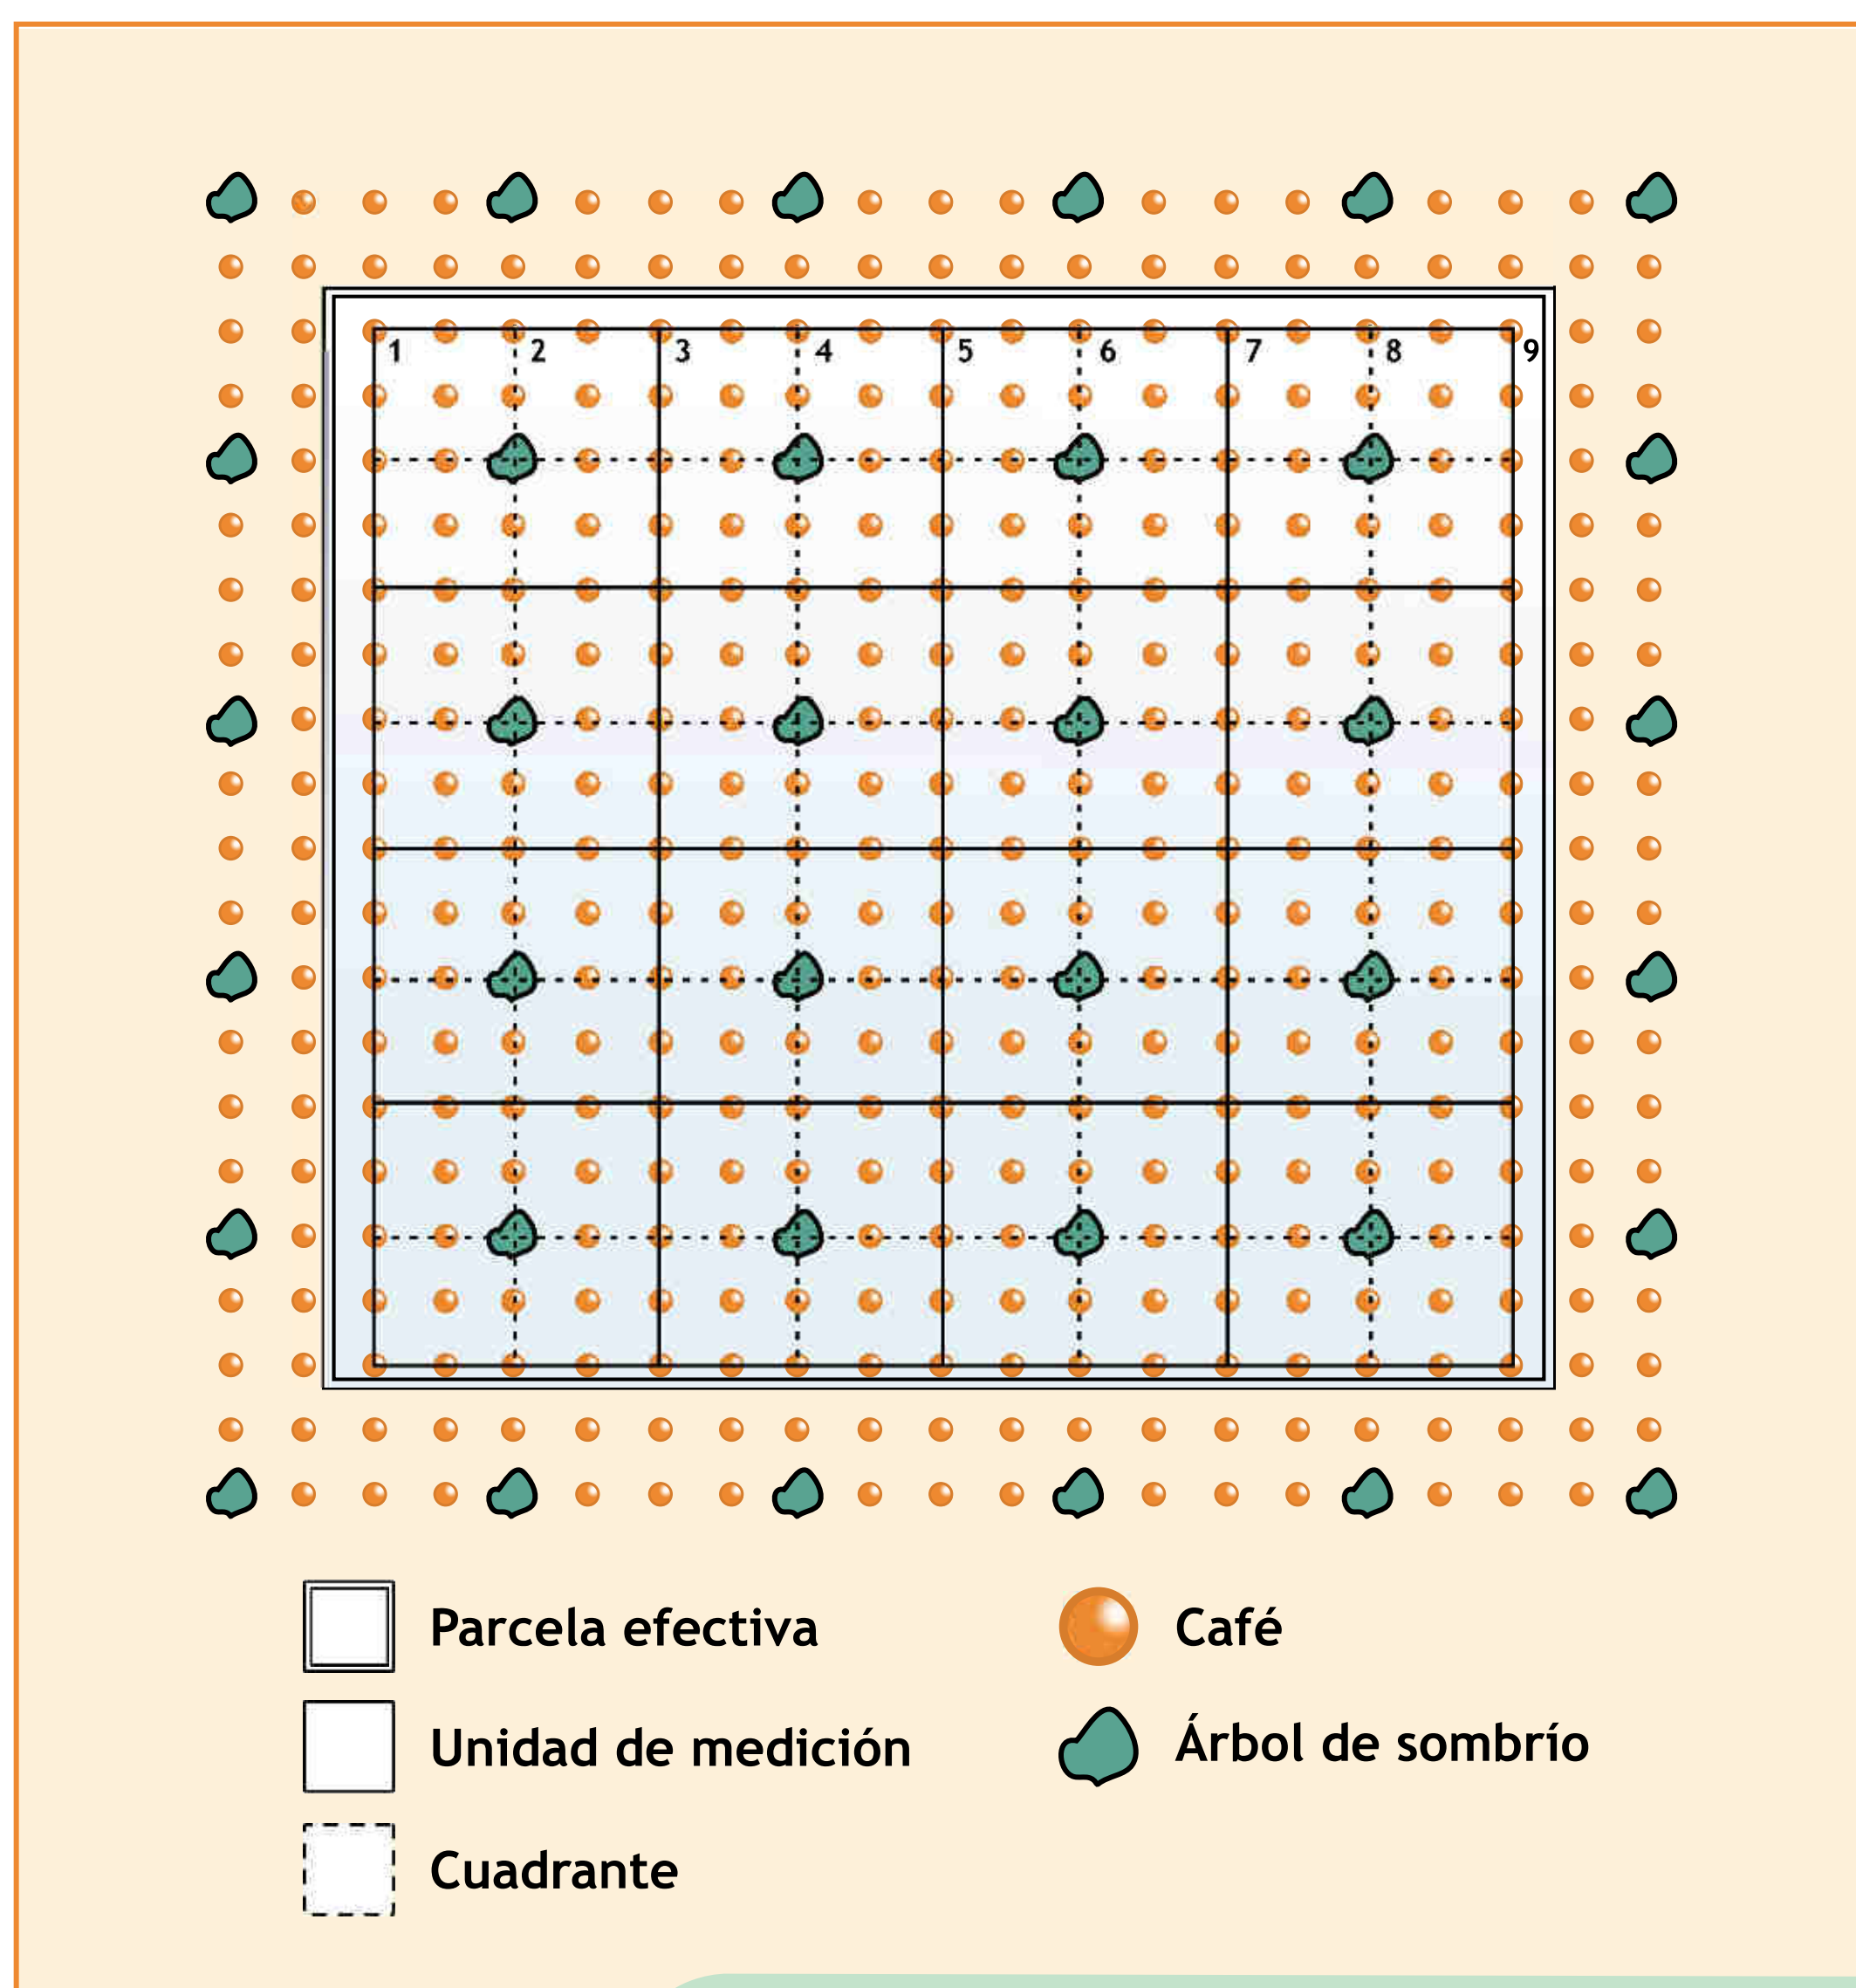 1 2 3 4 5 6 7 8 9
Parcela efectiva
Café
Unidad de medición
Árbol de sombrío
Cuadrante